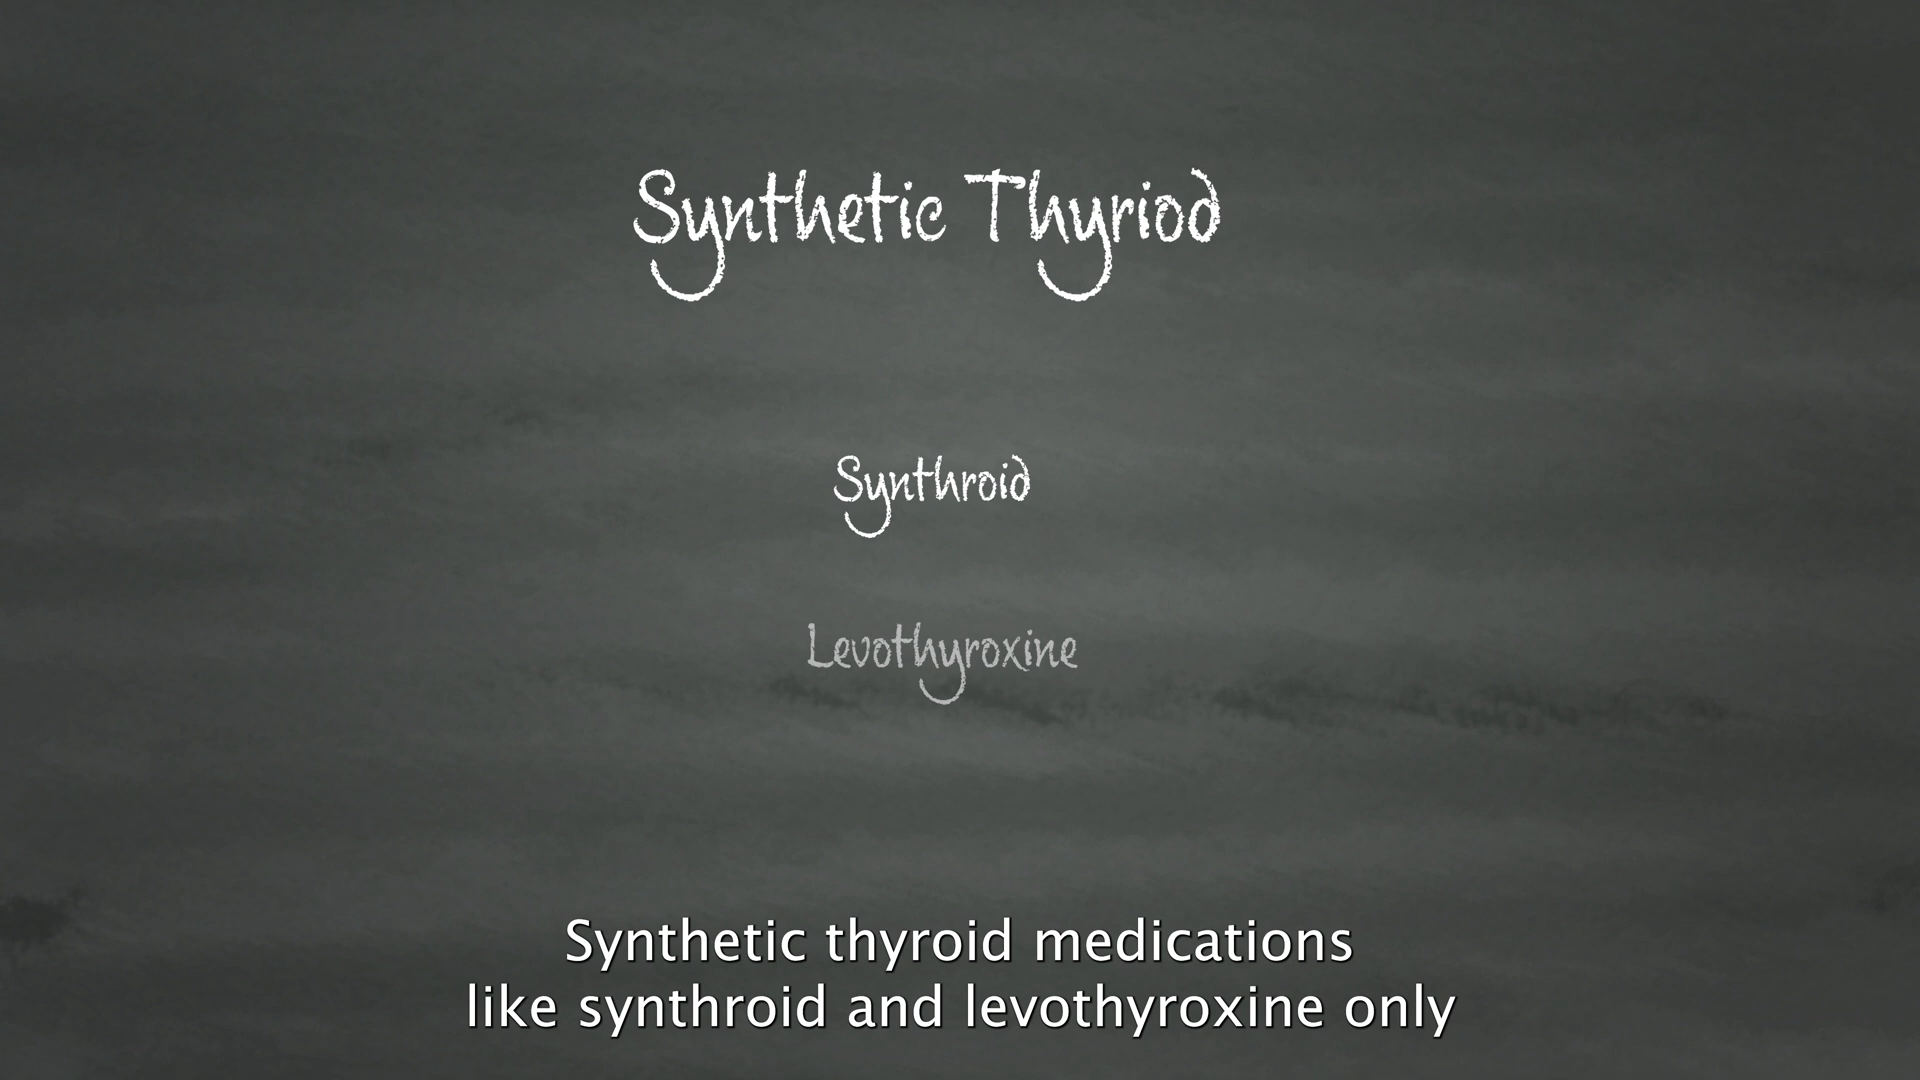 Synthetic Thyriod
Synthroid
Levothyroxine
Synthetic thyroid medications
like synthroid and levothyroxine only